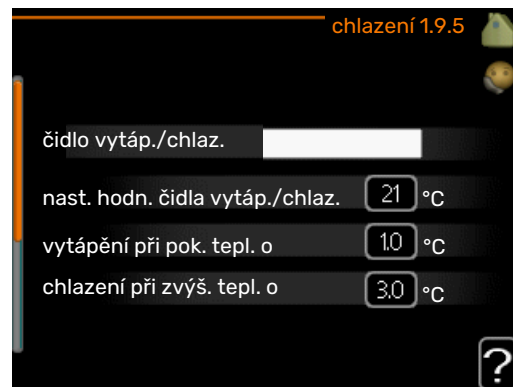 chlazení 1.9.5
čidlo vytáp./chlaz.
nast. hodn. čidla vytáp./chlaz. 21 °C
vytápění při pok. tepl. o 1.0 °C
chlazení při zvýš. tepl. o 3.0 °C
?